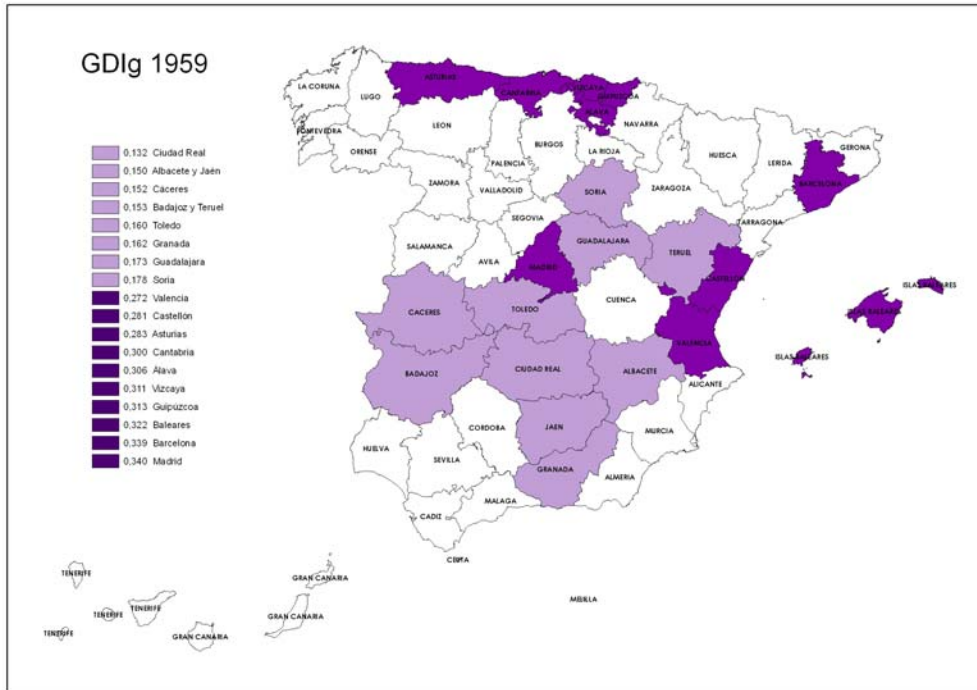 GDIg 1959
0,132 Ciudad Real
0,150 Albacete y Jaén
0,152 Cáceres
0,153 Badajoz y Teruel
0,160 Toledo
0,162 Granada
0,173 Guadalajara
0,178 Soria
0,272 Valencia
0,281 Castellón
0,283 Asturias
0,300 Cantabria
0,306 Álava
0,311 Vizcaya
0,313 Guipúzcoa
0,322 Baleares
0,339 Barcelona
0,340 Madrid
LA CORUNA
LUGO
ASTURIAS
CANTABRIA
VIZCAYA
GUIPUZCOA
ALAVA
NAVARRA
PONTEVEDRA
ORENSE
LEON
PALENCIA
BURGOS
LA RIOJA
HUESCA
LERIDA
GERONA
BARCELONA
ZAMORA
VALLADOLID
SORIA
ZARAGOZA
TARRAGONA
SEGOVIA
SALAMANCA
AVILA
MADRID
GUADALAJARA
TERUEL
CASTELLON
CUENCA
CACERES
TOLEDO
VALENCIA
ISLAS BALEARES
ISLAS BALEARES
ISLAS BALEARES
BADAJOZ
CIUDAD REAL
ALBACETE
ALICANTE
CORDOBA
JAEN
MURCIA
HUELVA
SEVILLA
GRANADA
ALMERIA
MALAGA
CADIZ
CEUTA
MELILLA
TENERIFE
TENERIFE
TENERIFE
TENERIFE
GRAN CANARIA
GRAN CANARIA
GRAN CANARIA